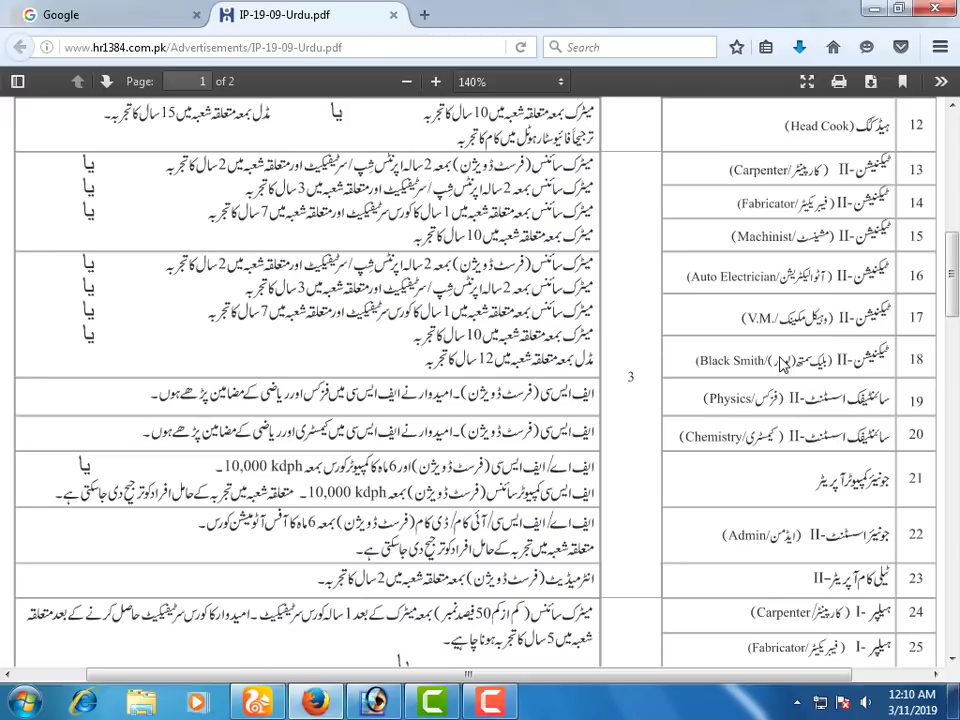 Google
IP-19-09-Urdu.pdf
www.hr1384.com.pk/Advertisements/IP-19-09-Urdu.pdf
Search
Page: 1 of 2
140%
12 ہیڈ کک (Head Cook)
میٹرک بمعہ متعلقہ شعبہ میں 10 سال کا تجربہ یا مڈل بمعہ متعلقہ شعبہ میں 15 سال کا تجربہ۔
ترجیحاً فائیو سٹار ہوٹل میں کام کا تجربہ
13 ٹیکنیشن-II (کارپینٹر/Carpenter)
14 ٹیکنیشن-II (فیبریکیٹر/Fabricator)
15 ٹیکنیشن-II (مشینسٹ/Machinist)
3
میٹرک سائنس (فرسٹ ڈویژن) بمعہ 2 سالہ اپرنٹس شپ/سرٹیفیکیٹ اور متعلقہ شعبہ میں 2 سال کا تجربہ یا
میٹرک سائنس بمعہ 2 سالہ اپرنٹس شپ/سرٹیفیکیٹ اور متعلقہ شعبہ میں 3 سال کا تجربہ یا
میٹرک سائنس بمعہ 1 سال کا کورس سرٹیفیکیٹ اور متعلقہ شعبہ میں 7 سال کا تجربہ یا
میٹرک بمعہ متعلقہ شعبہ میں 10 سال کا تجربہ
16 ٹیکنیشن-II (آٹو الیکٹریشن/Auto Electrician)
17 ٹیکنیشن-II (وہیکل مکینک/V.M.)
18 ٹیکنیشن-II (بلیک سمتھ/Black Smith)
میٹرک سائنس (فرسٹ ڈویژن) بمعہ 2 سالہ اپرنٹس شپ/سرٹیفیکیٹ اور متعلقہ شعبہ میں 2 سال کا تجربہ یا
میٹرک سائنس بمعہ 2 سالہ اپرنٹس شپ/سرٹیفیکیٹ اور متعلقہ شعبہ میں 3 سال کا تجربہ یا
میٹرک سائنس بمعہ 1 سال کا کورس سرٹیفیکیٹ اور متعلقہ شعبہ میں 7 سال کا تجربہ یا
میٹرک بمعہ متعلقہ شعبہ میں 10 سال کا تجربہ یا
مڈل بمعہ متعلقہ شعبہ میں 12 سال کا تجربہ
19 سائنٹیفک اسسٹنٹ-II (فزکس/Physics)
ایف ایس سی (فرسٹ ڈویژن)۔ امیدوار نے ایف ایس سی میں فزکس اور ریاضی کے مضامین پڑھے ہوں۔
20 سائنٹیفک اسسٹنٹ-II (کیمسٹری/Chemistry)
ایف ایس سی (فرسٹ ڈویژن)۔ امیدوار نے ایف ایس سی میں کیمسٹری اور ریاضی کے مضامین پڑھے ہوں۔
21 جونیئر کمپیوٹر آپریٹر
ایف اے/ایف ایس سی (فرسٹ ڈویژن) اور 6 ماہ کا کمپیوٹر کورس بمعہ 10,000 kdph۔ یا
ایف ایس سی کمپیوٹر سائنس (فرسٹ ڈویژن) بمعہ 10,000 kdph۔ متعلقہ شعبہ میں تجربہ کے حامل افراد کو ترجیح دی جاسکتی ہے۔
22 جونیئر اسسٹنٹ-II (ایڈمن/Admin)
ایف اے/ایف ایس سی/آئی کام/ڈی کام (فرسٹ ڈویژن) بمعہ 6 ماہ کا آفس آٹومیشن کورس۔
متعلقہ شعبہ میں تجربہ کے حامل افراد کو ترجیح دی جاسکتی ہے۔
23 ٹیلی کام آپریٹر-II
انٹرمیڈیٹ (فرسٹ ڈویژن) بمعہ متعلقہ شعبہ میں 2 سال کا تجربہ۔
24 ہیلپر-I (کارپینٹر/Carpenter)
25 ہیلپر-I (فیبریکیٹر/Fabricator)
میٹرک سائنس (کم از کم 50 فیصد نمبر) بمعہ میٹرک کے بعد 1 سالہ کورس سرٹیفیکیٹ۔ امیدوار کا کورس سرٹیفیکیٹ حاصل کرنے کے بعد متعلقہ
شعبہ میں 5 سال کا تجربہ ہونا چاہیے۔
یا
12:10 AM
3/11/2019